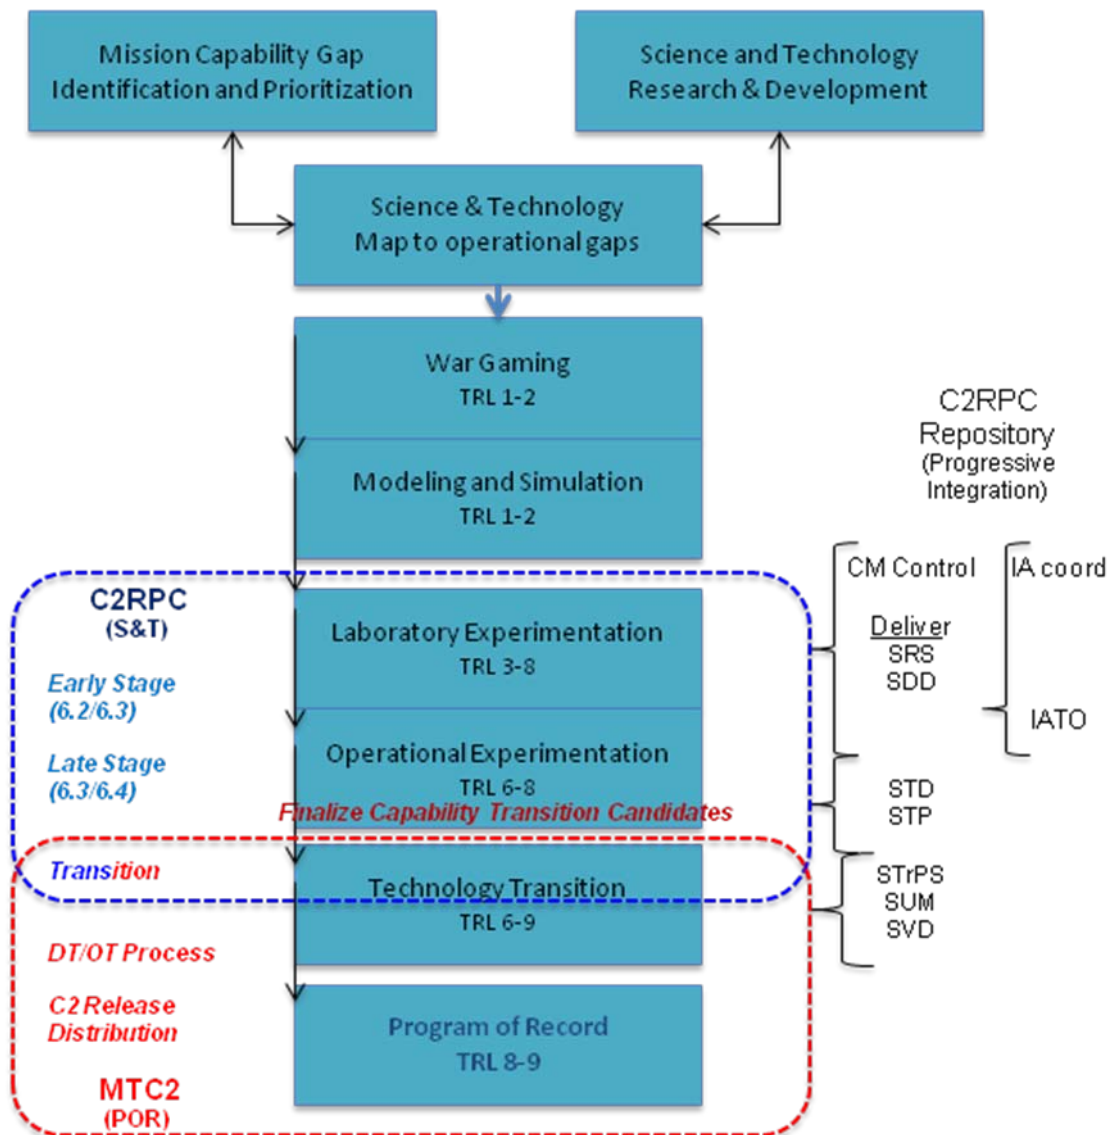 Mission Capability Gap
Identification and Prioritization
Science and Technology
Research & Development
Science & Technology
Map to operational gaps
War Gaming
TRL 1-2
Modeling and Simulation
TRL 1-2
C2RPC
Repository
(Progressive
Integration)
CM Control
IA coord
Deliver
SRS
SDD
IATO
C2RPC
(S&T)
Laboratory Experimentation
TRL 3-8
Early Stage
(6.2/6.3)
Late Stage
(6.3/6.4)
Operational Experimentation
TRL 6-8
Finalize Capability Transition Candidates
STD
STP
Transition
Technology Transition
TRL 6-9
STrPS
SUM
SVD
DT/OT Process
C2 Release
Distribution
Program of Record
TRL 8-9
MTC2
(POR)